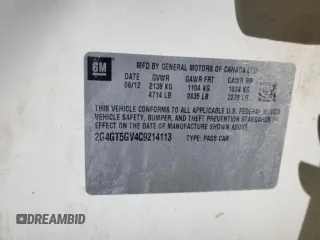 GM
MFD BY GENERAL MOTORS OF CANADA LTD
DATE GVWR GAWR FRT GAWR RR
06/12 2138 KG 1104 KG 1034 KG
4714 LB 2435 LB 2279 LB
THIS VEHICLE CONFORMS TO ALL APPLICABLE U.S. FEDERAL MOTOR
VEHICLE SAFETY, BUMPER, AND THEFT PREVENTION STANDARDS IN
EFFECT ON THE DATE OF MANUFACTURE SHOWN ABOVE.
2G4GT5GV4C9214113
TYPE: PASS CAR
© AUTOBIDMASTER